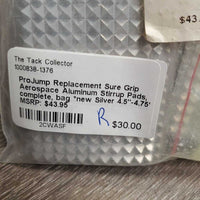 $43.
The Tack Collector
1000838-1376
ProJump Replacement Sure Grip
Aerospace Aluminum Stirrup Pads,
complete, bag *new Silver 4.5"-4.75'
MSRP: $43.95
R $30.00
2CWASF